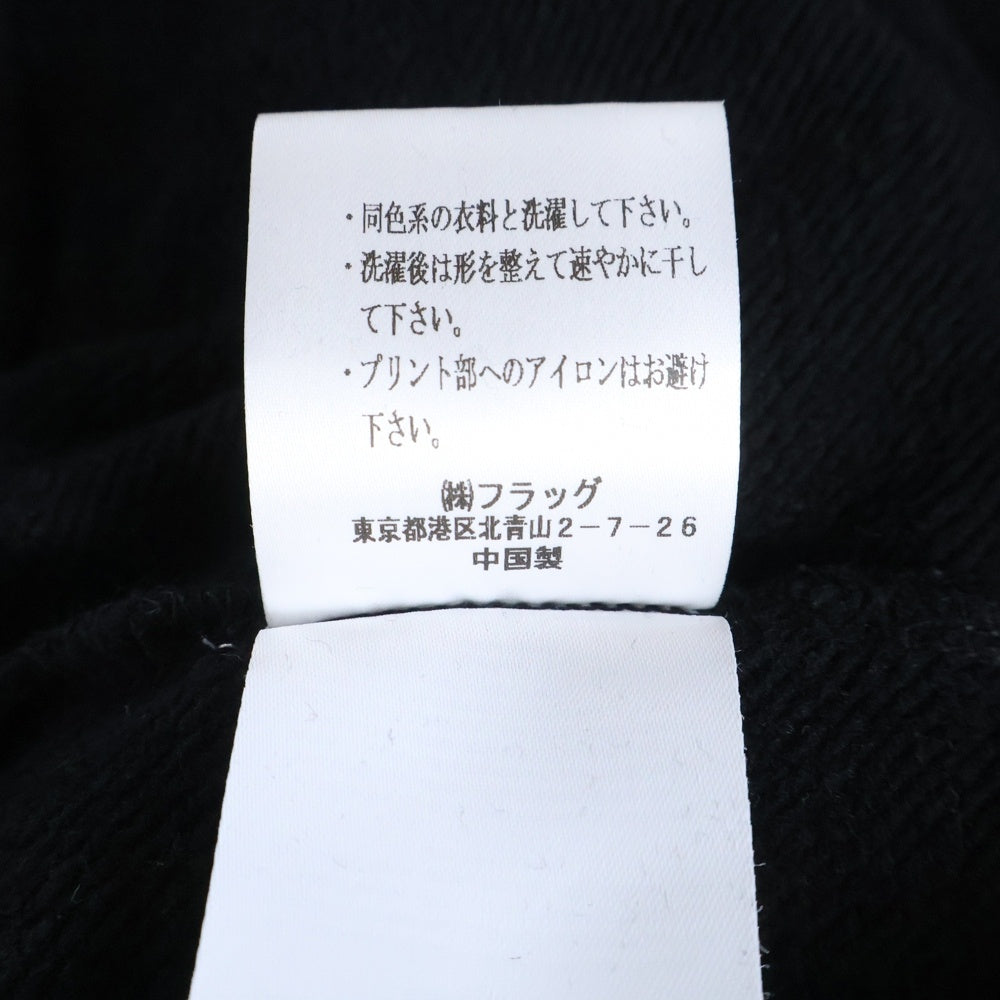 ・同色系の衣料と洗濯して下さい。
・洗濯後は形を整えて速やかに干し
て下さい。
・プリント部へのアイロンはお避け
下さい。
㈱フラッグ
東京都港区北青山2-7-26
中国製